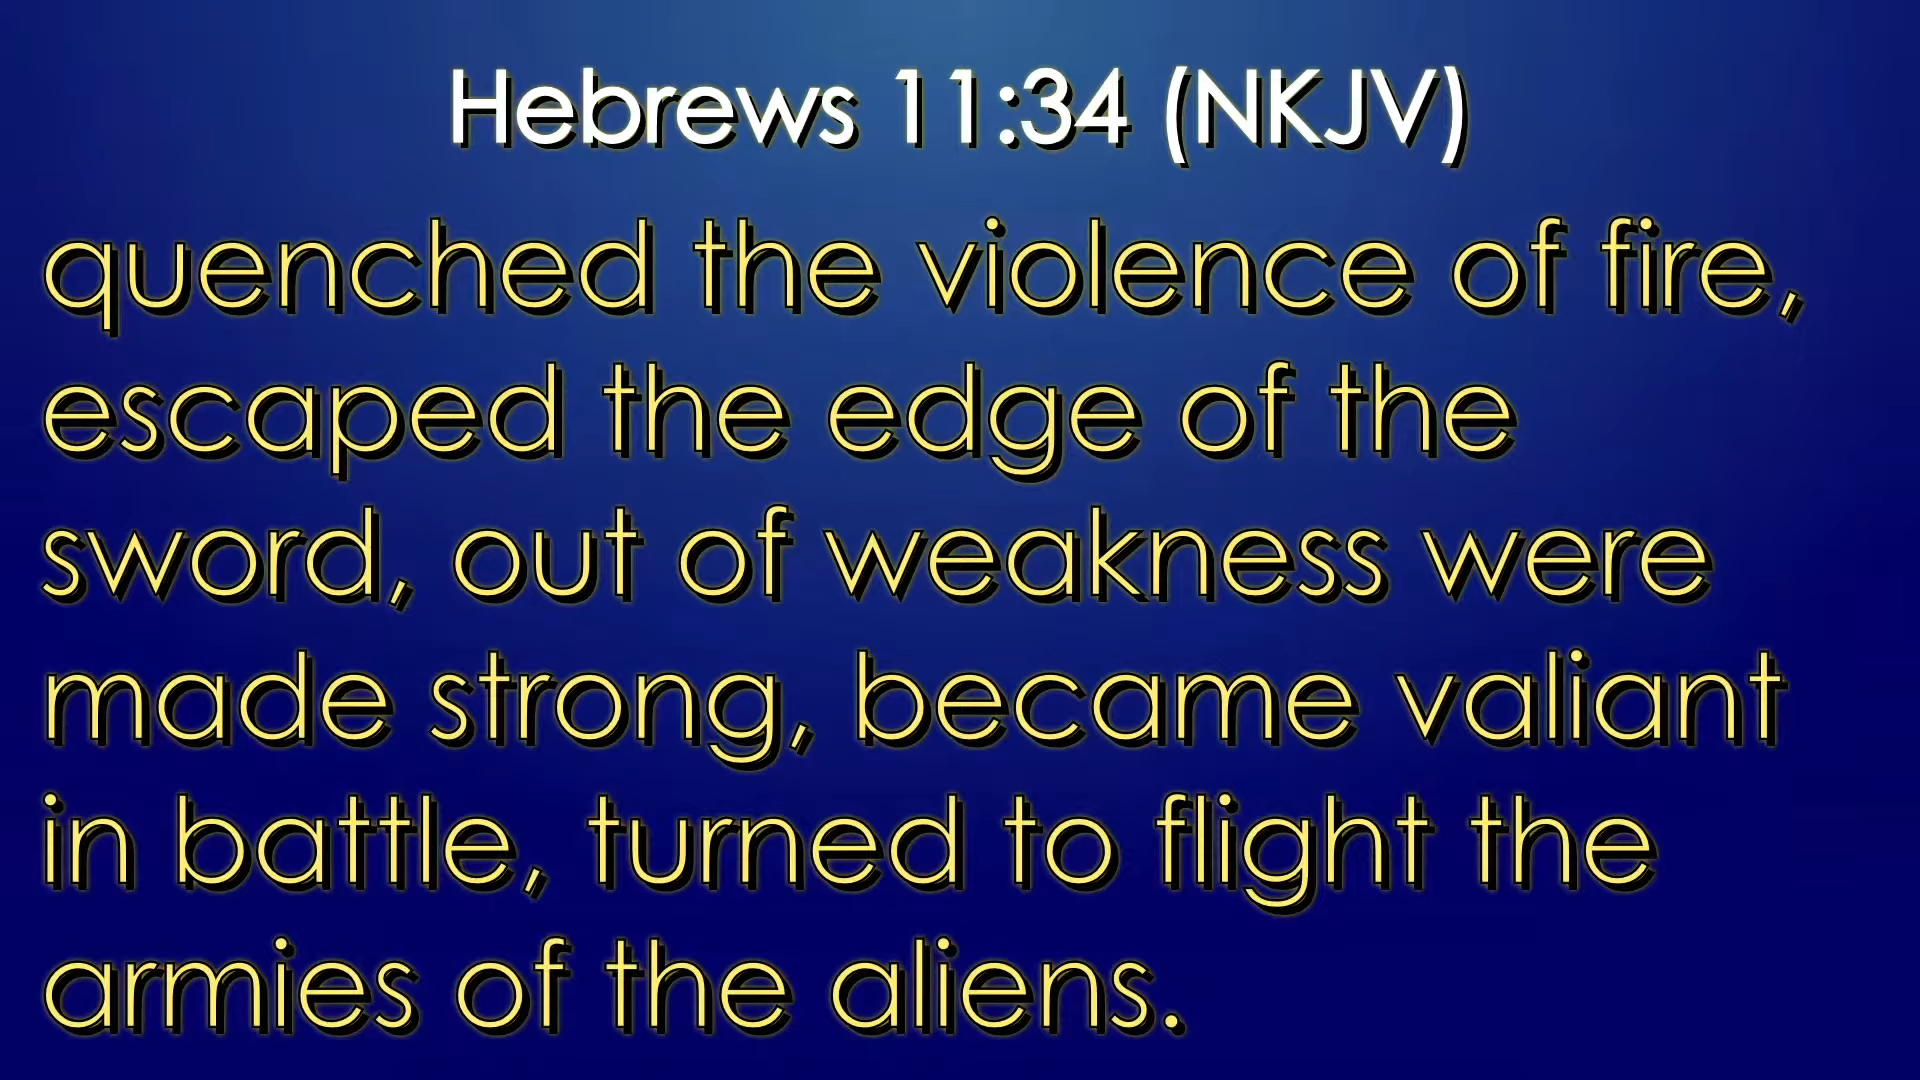 Hebrews 11:34 (NKJV)
quenched the violence of fire,
escaped the edge of the
sword, out of weakness were
made strong, became valiant
in battle, turned to flight the
armies of the aliens.